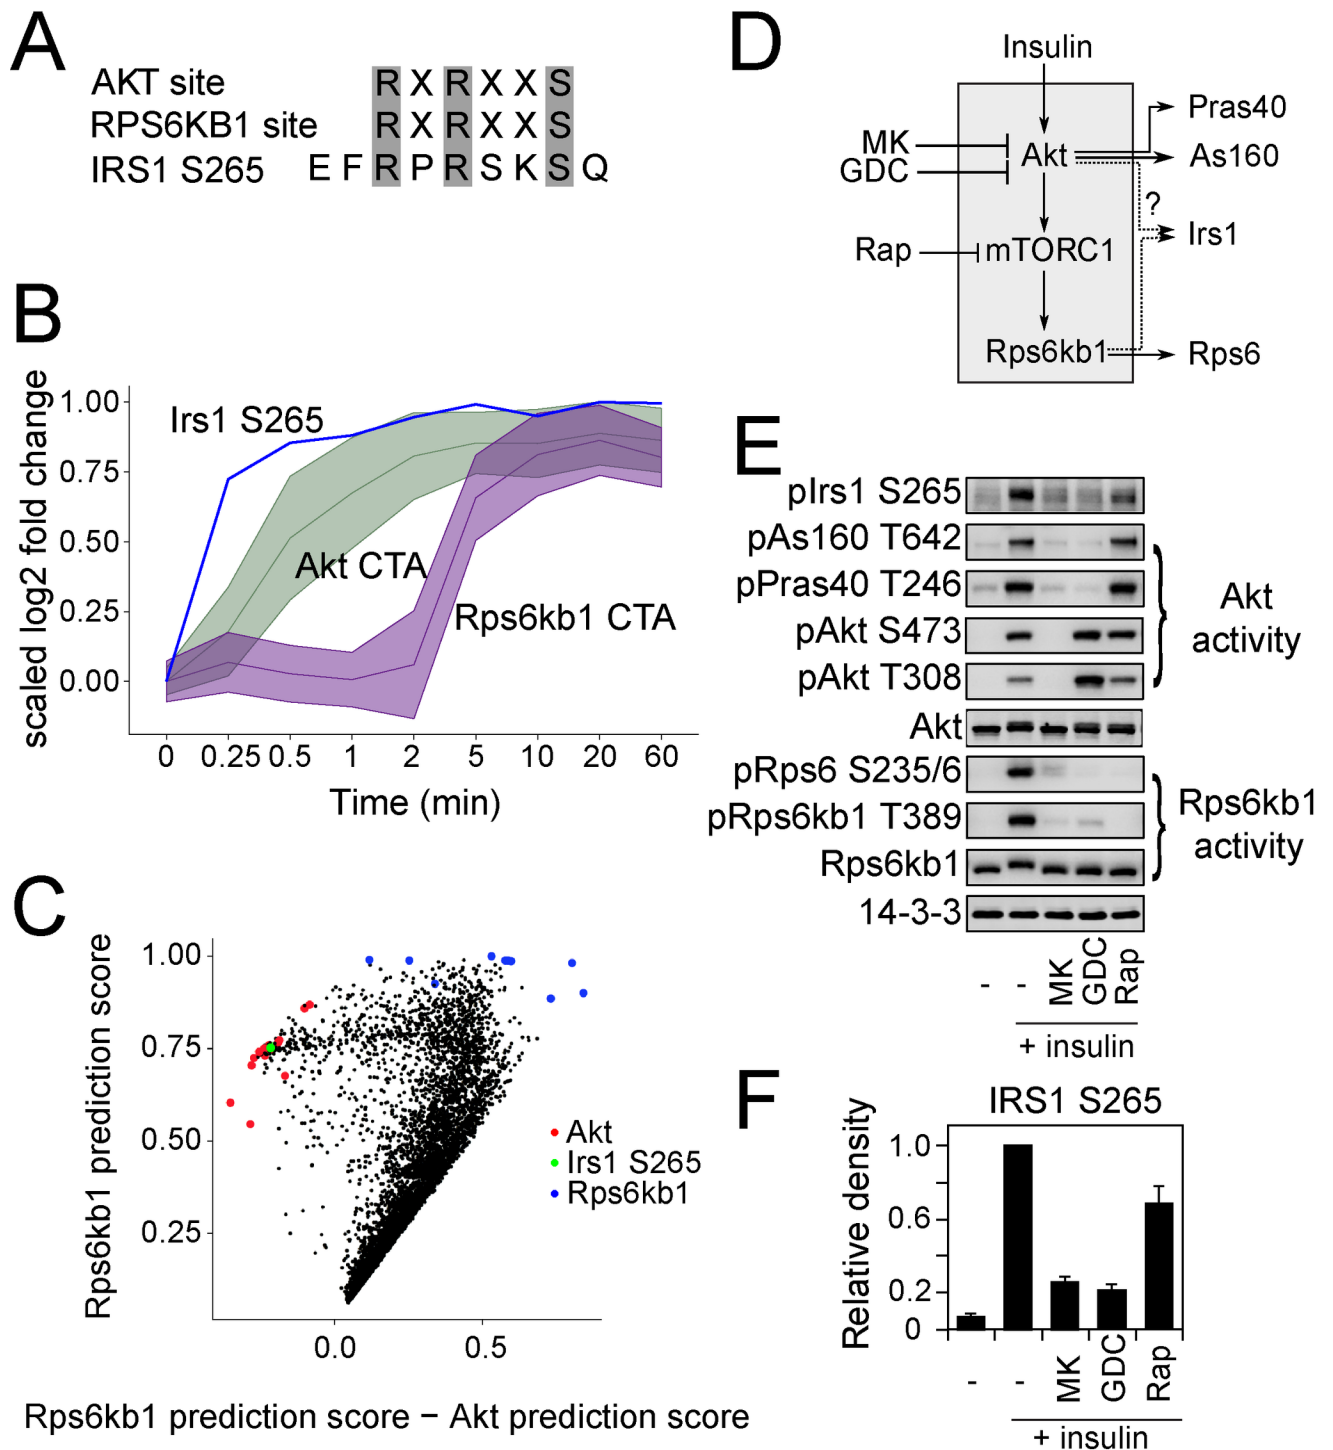 A
AKT site R X R X X S
RPS6KB1 site R X R X X S
IRS1 S265 E F R P R S K S Q
B
scaled log2 fold change
1.00
0.75
0.50
0.25
0.00
Irs1 S265
Akt CTA
Rps6kb1 CTA
0 0.25 0.5 1 2 5 10 20 60
Time (min)
C
Rps6kb1 prediction score
1.00
0.75
0.50
0.25
Akt
Irs1 S265
Rps6kb1
0.0 0.5
Rps6kb1 prediction score − Akt prediction score
D
Insulin
Pras40
MK
Akt
As160
GDC
?
Irs1
Rap
mTORC1
Rps6kb1
Rps6
E
pIrs1 S265
pAs160 T642
pPras40 T246
pAkt S473
pAkt T308
Akt
activity
Akt
pRps6 S235/6
pRps6kb1 T389
Rps6kb1
Rps6kb1
activity
14-3-3
- - MK GDC Rap
+ insulin
F
IRS1 S265
Relative density
1.0
0.6
0.2
0
- - MK GDC Rap
+ insulin